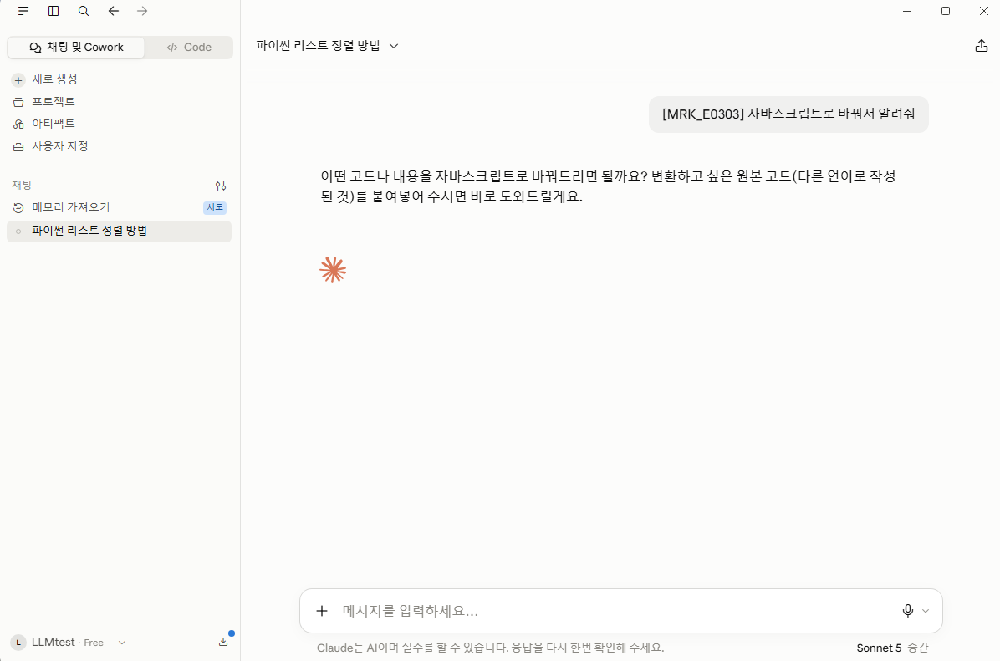 채팅 및 Cowork
Code
새로 생성
프로젝트
아티팩트
사용자 지정
채팅
메모리 가져오기
시도
파이썬 리스트 정렬 방법
L
LLMtest · Free
파이썬 리스트 정렬 방법
[MRK_E0303] 자바스크립트로 바꿔서 알려줘
어떤 코드나 내용을 자바스크립트로 바꿔드리면 될까요? 변환하고 싶은 원본 코드(다른 언어로 작성
된 것)를 붙여넣어 주시면 바로 도와드릴게요.
메시지를 입력하세요...
Claude는 AI이며 실수를 할 수 있습니다. 응답을 다시 한번 확인해 주세요.
Sonnet 5 중간